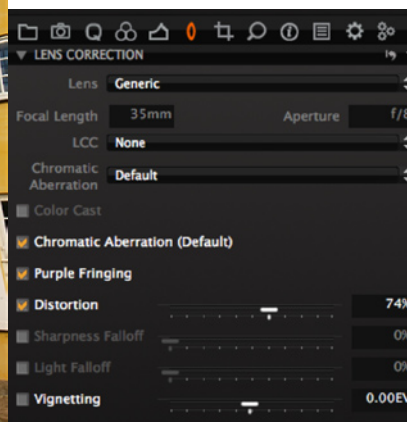 LENS CORRECTION
Lens Generic
Focal Length 35mm Aperture f/8
LCC None
Chromatic
Aberration Default
Color Cast
Chromatic Aberration (Default)
Purple Fringing
Distortion 74%
Sharpness Falloff 0%
Light Falloff 0%
Vignetting 0.00EV